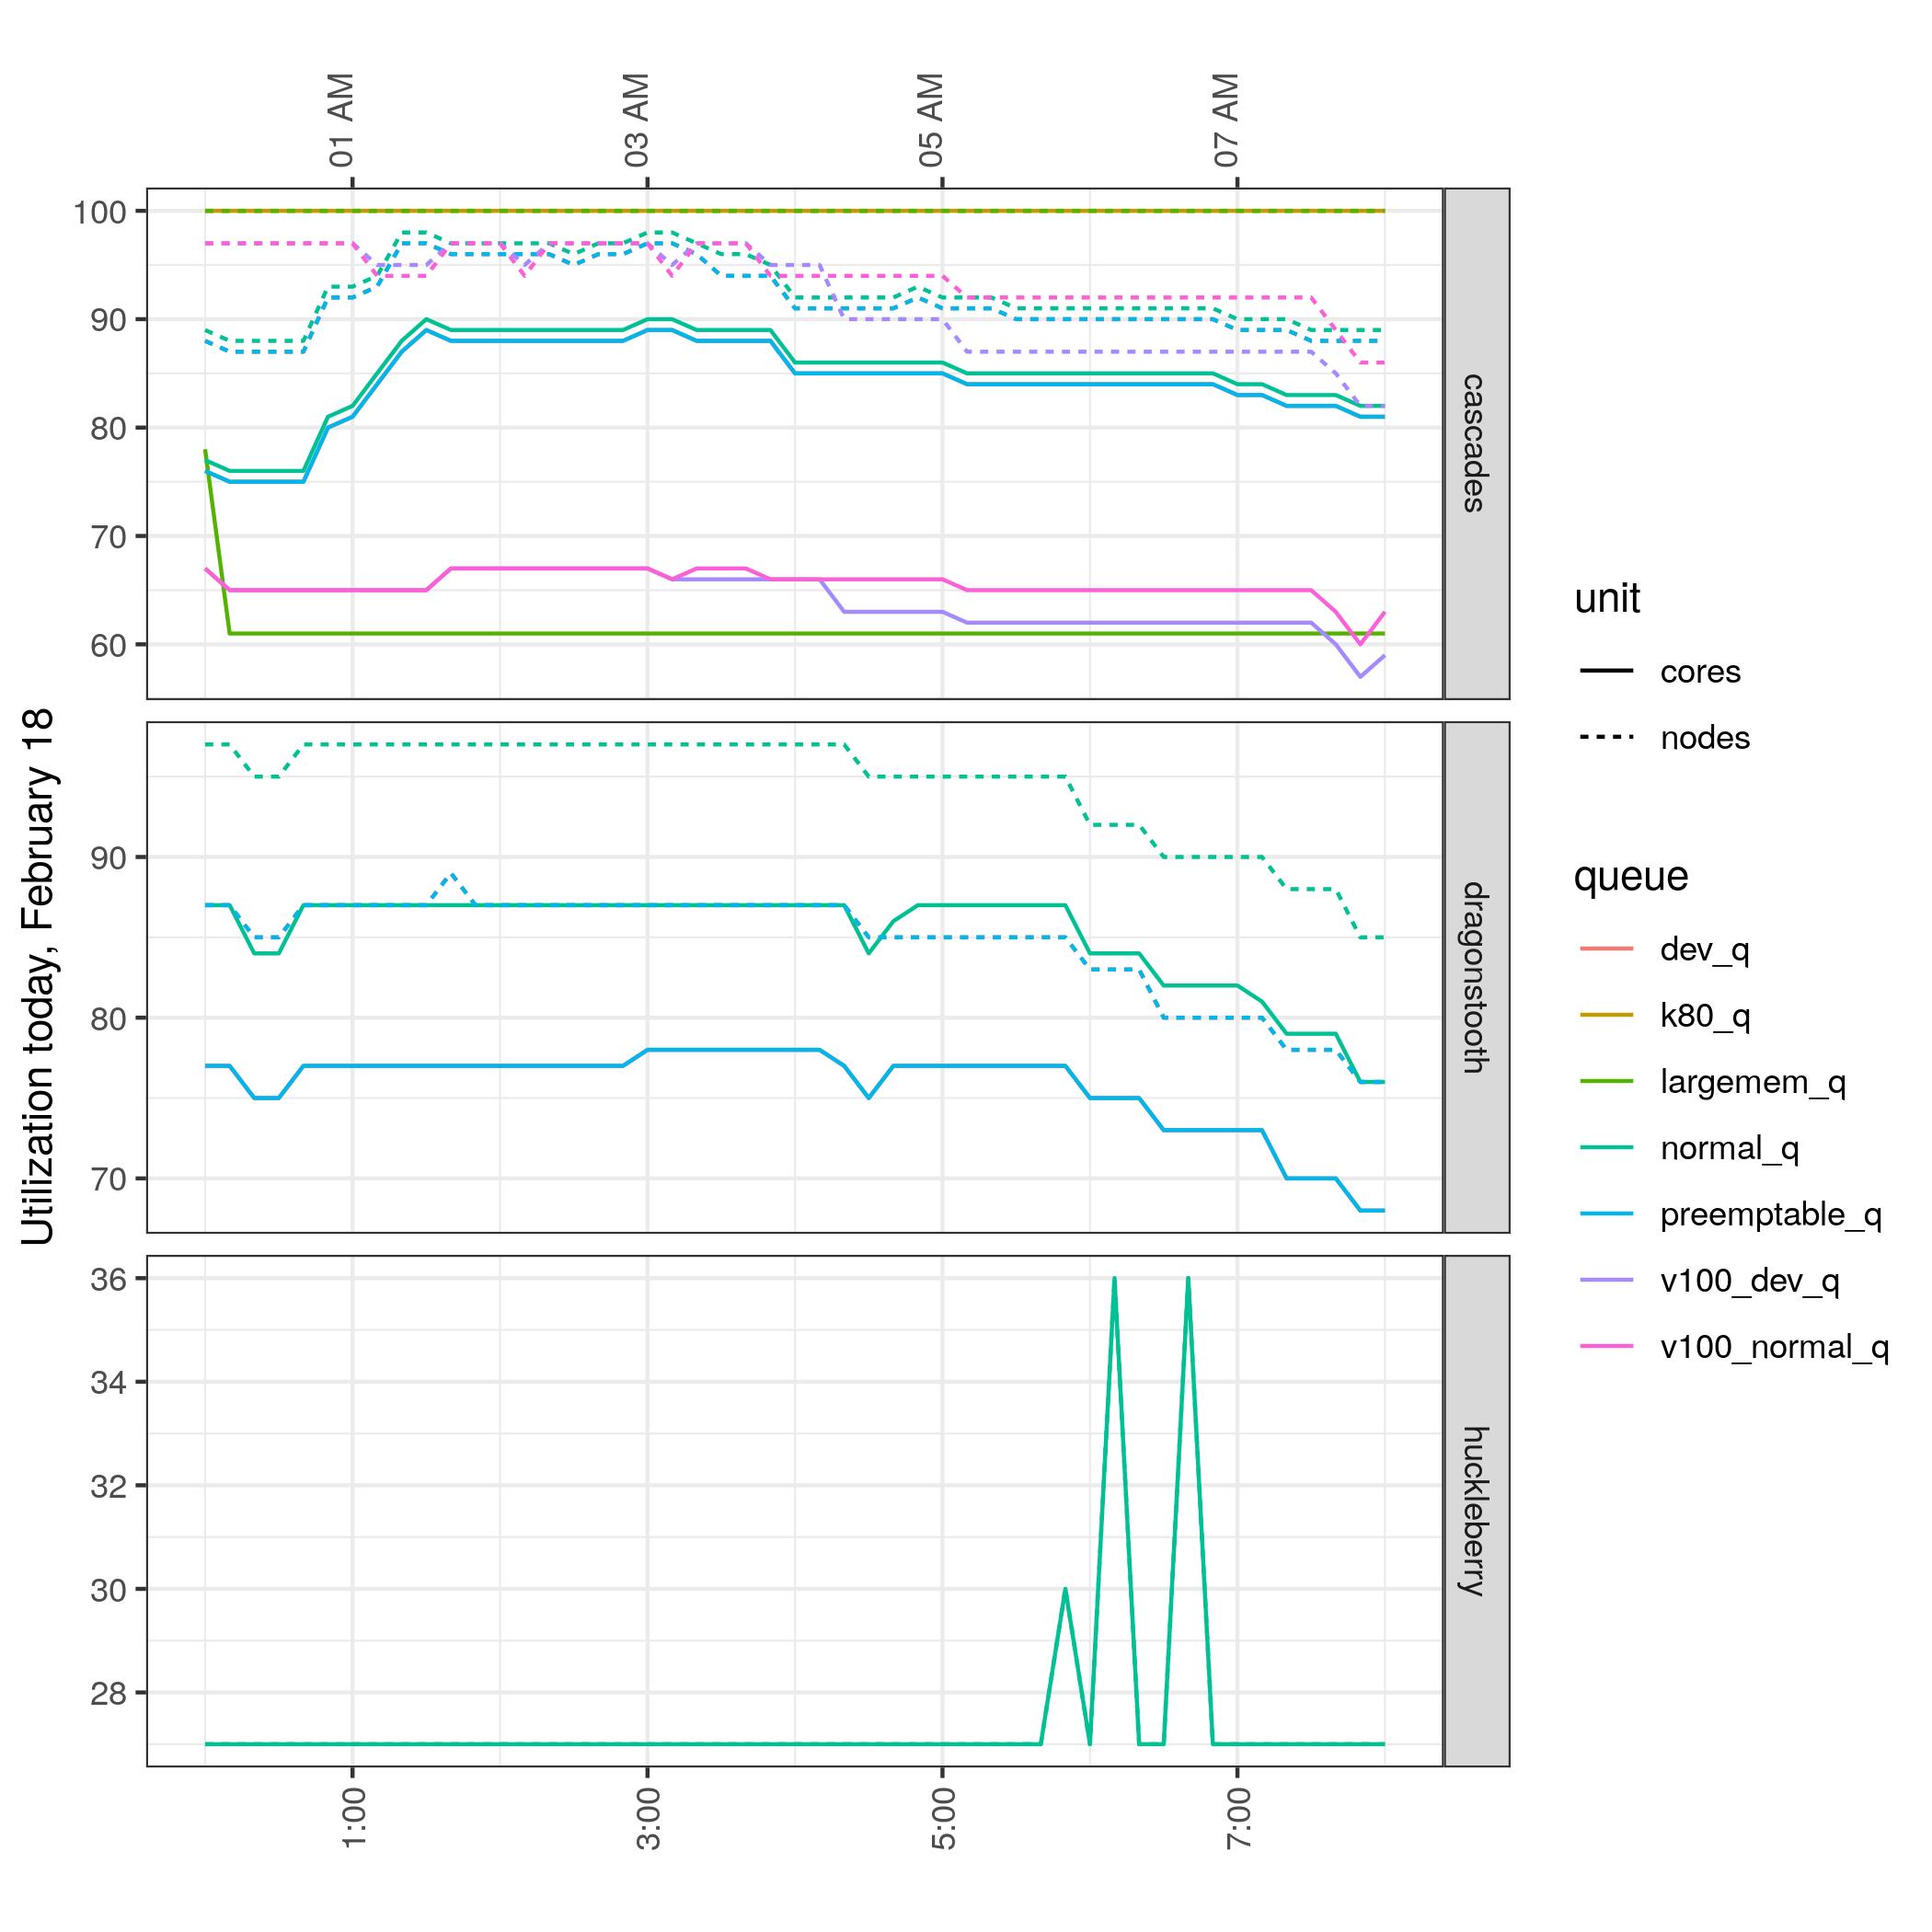 01 AM
03 AM
05 AM
07 AM
Utilization today, February 18
100
90
80
70
60
cascades
90
80
70
dragonstooth
36
34
32
30
28
huckleberry
1:00
3:00
5:00
7:00
unit
cores
nodes
queue
dev_q
k80_q
largemem_q
normal_q
preemptable_q
v100_dev_q
v100_normal_q